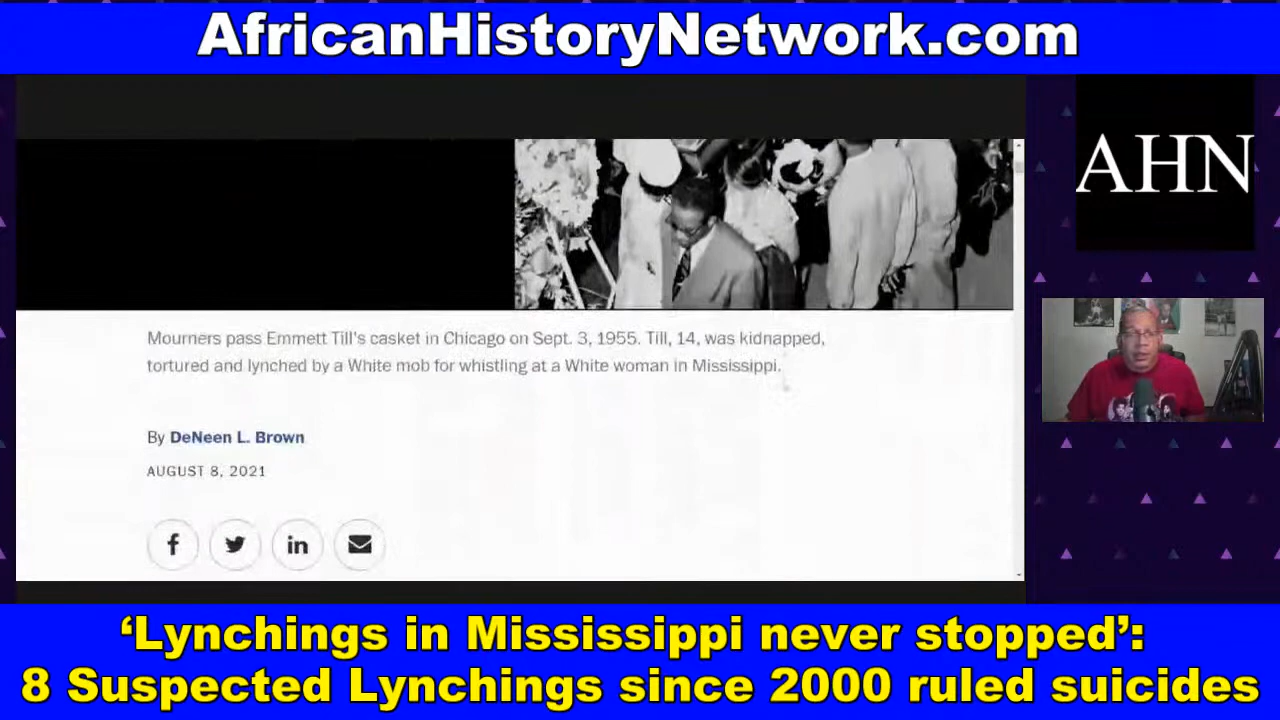 AfricanHistoryNetwork.com
AHN
Mourners pass Emmett Till's casket in Chicago on Sept. 3, 1955. Till, 14, was kidnapped,
tortured and lynched by a White mob for whistling at a White woman in Mississippi.
By DeNeen L. Brown
AUGUST 8, 2021
‘Lynchings in Mississippi never stopped’:
8 Suspected Lynchings since 2000 ruled suicides